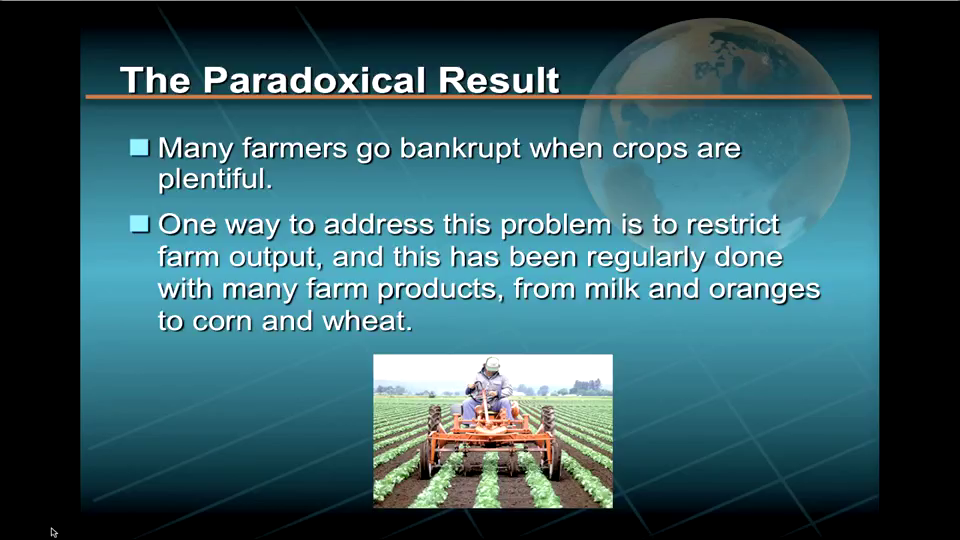 The Paradoxical Result
Many farmers go bankrupt when crops are
plentiful.
One way to address this problem is to restrict
farm output, and this has been regularly done
with many farm products, from milk and oranges
to corn and wheat.